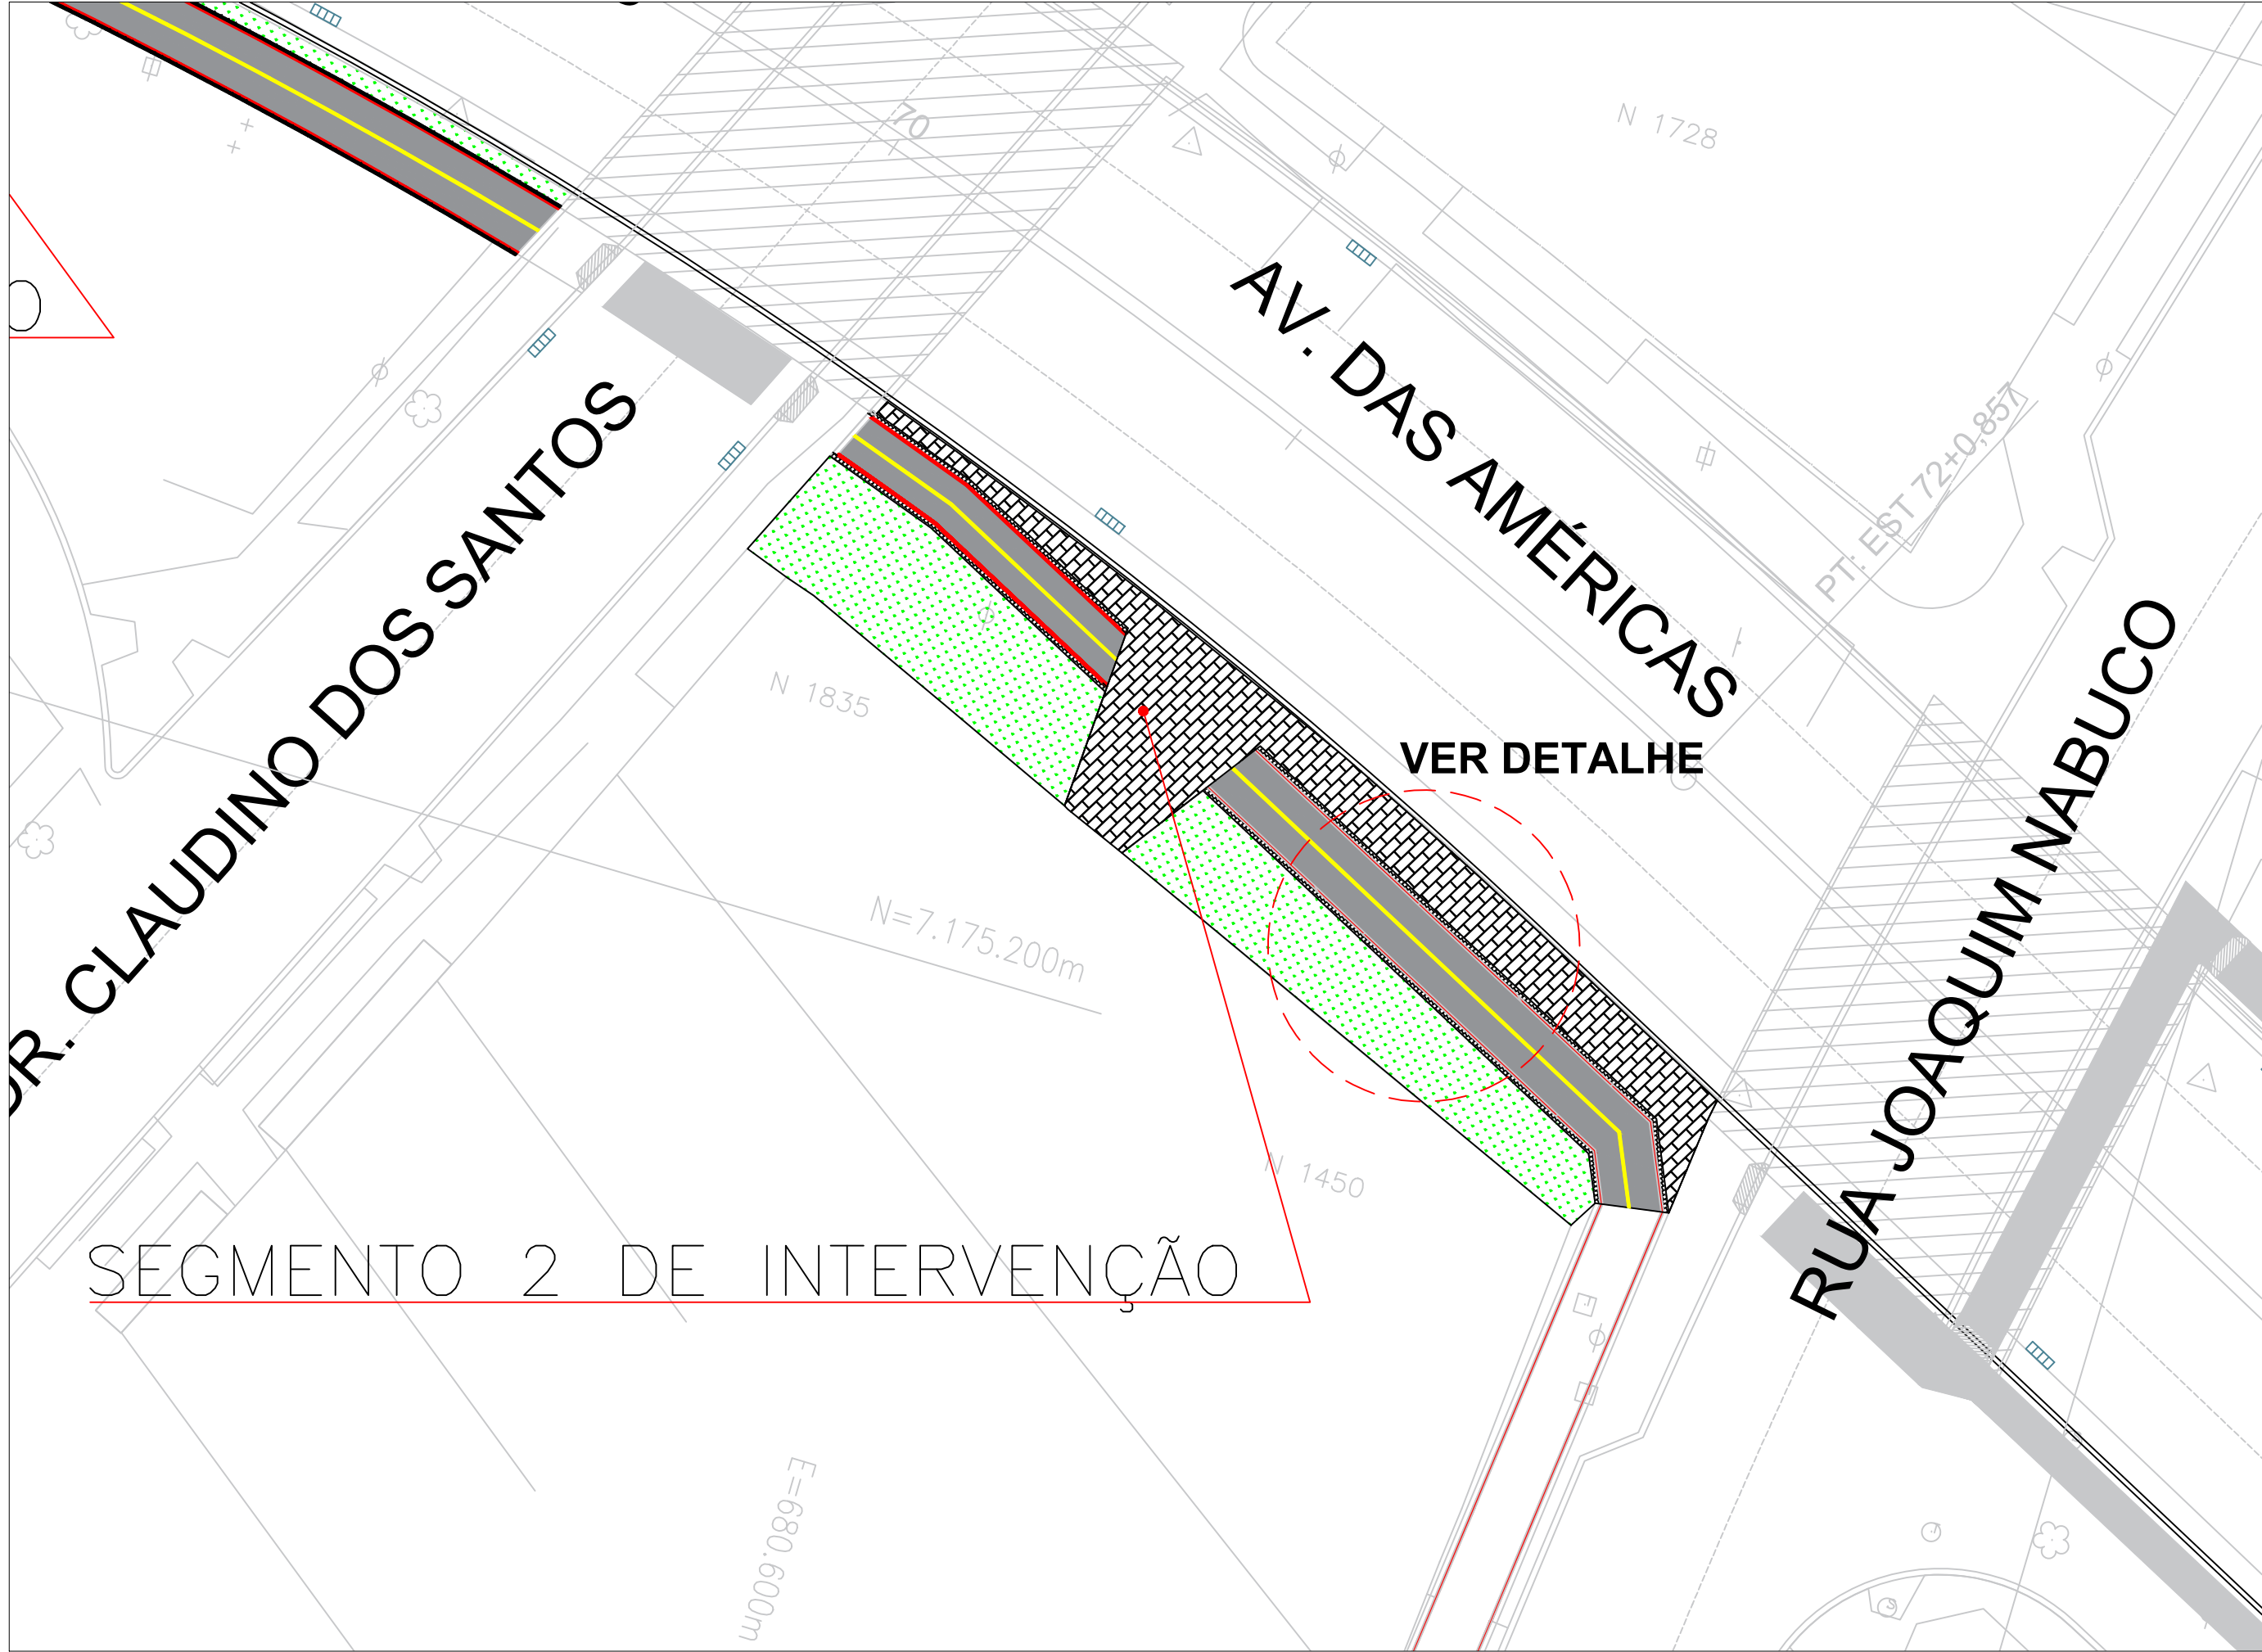 70
N 1728
AV. DAS AMÉRICAS
PT: EST 72+0,857
DR. CLAUDINO DOS SANTOS
N 1835
VER DETALHE
RUA JOAQUIM NABUCO
N=7.175.200m
N 1450
SEGMENTO 2 DE INTERVENÇÃO
E=680.600m